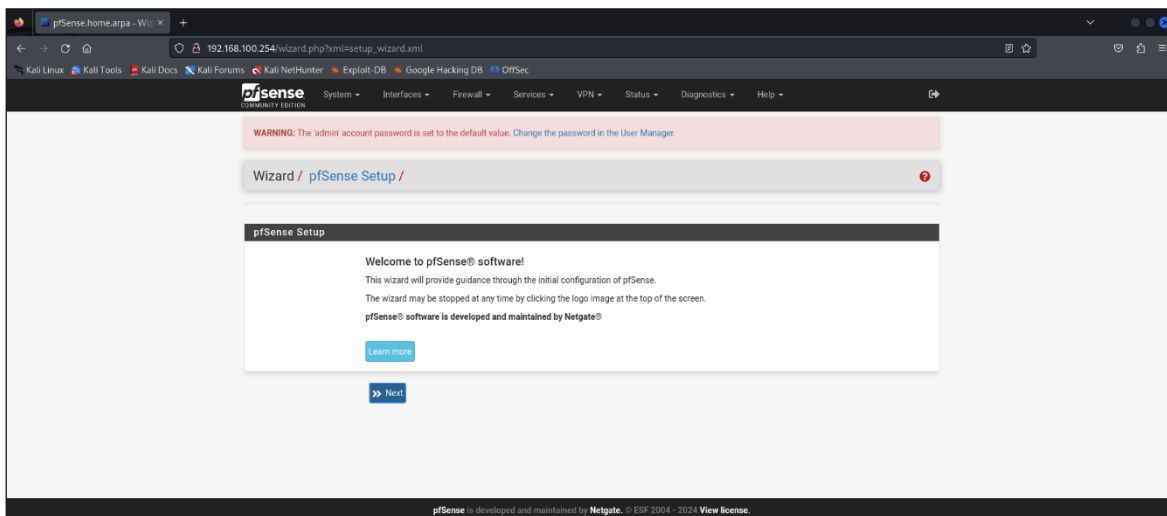 pfSense.home.arpa - Wiz
192.168.100.254/wizard.php?xml=setup_wizard.xml
Kali Linux Kali Tools Kali Docs Kali Forums Kali NetHunter Exploit-DB Google Hacking DB OffSec
pfsense System Interfaces Firewall Services VPN Status Diagnostics Help
COMMUNITY EDITION
WARNING: The 'admin' account password is set to the default value. Change the password in the User Manager.
Wizard / pfSense Setup /
pfSense Setup
Welcome to pfSense® software!
This wizard will provide guidance through the initial configuration of pfSense.
The wizard may be stopped at any time by clicking the logo image at the top of the screen.
pfSense® software is developed and maintained by Netgate®
Learn more
Next
pfSense is developed and maintained by Netgate. © ESF 2004 - 2024 View license.